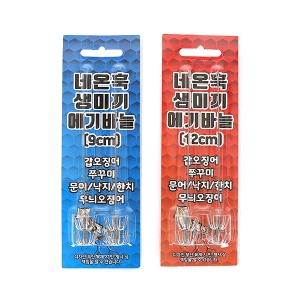 네온훅
생미끼
에기바늘
(9cm)
갑오징어
쭈꾸미
문어/낙지/한치
무늬오징어
네온훅
생미끼
에기바늘
(12cm)
갑오징어
쭈꾸미
문어/낙지/한치
무늬오징어